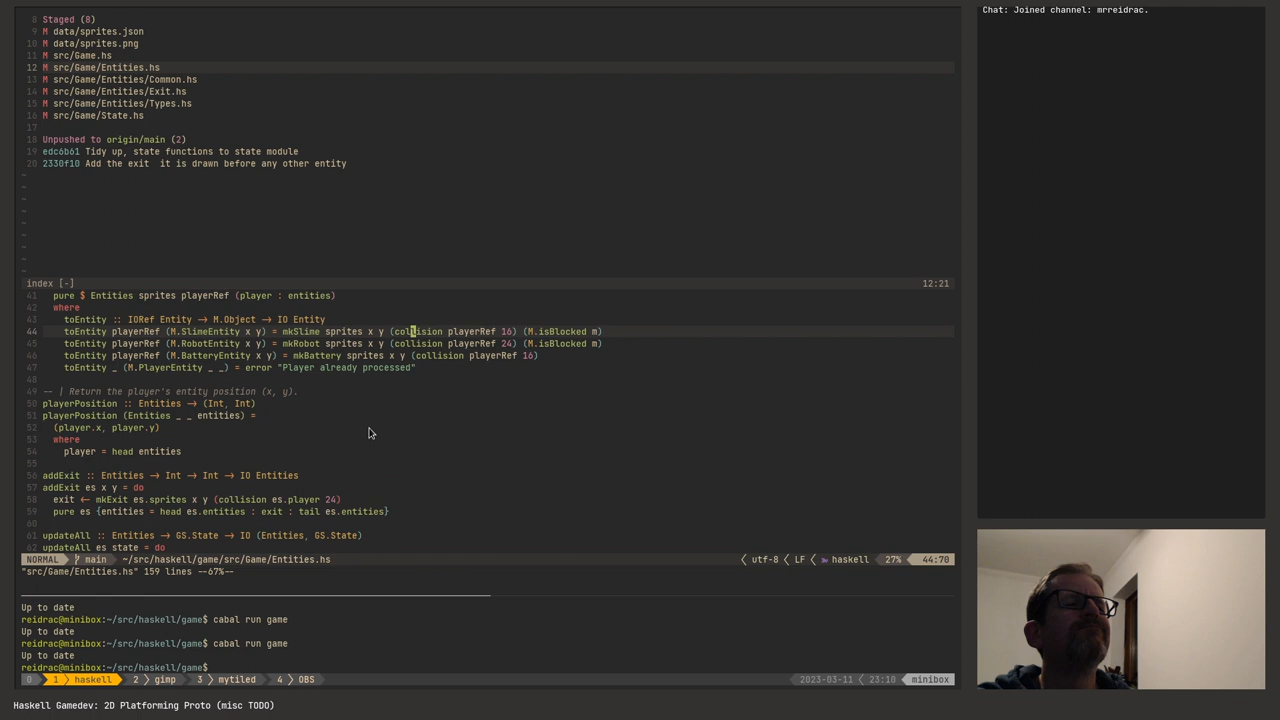 8 Staged (8)
9 M data/sprites.json
10 M data/sprites.png
11 M src/Game.hs
12 M src/Game/Entities.hs
13 M src/Game/Entities/Common.hs
14 M src/Game/Entities/Exit.hs
15 M src/Game/Entities/Types.hs
16 M src/Game/State.hs
17
18 Unpushed to origin/main (2)
19 edc6b61 Tidy up, state functions to state module
20 2330f10 Add the exit  it is drawn before any other entity
~
~
~
~
~
~
~
~
~
index [-] 12:21
41 pure $ Entities sprites playerRef (player : entities)
42 where
43 toEntity :: IORef Entity → M.Object → IO Entity
44 toEntity playerRef (M.SlimeEntity x y) = mkSlime sprites x y (collision playerRef 16) (M.isBlocked m)
45 toEntity playerRef (M.RobotEntity x y) = mkRobot sprites x y (collision playerRef 24) (M.isBlocked m)
46 toEntity playerRef (M.BatteryEntity x y) = mkBattery sprites x y (collision playerRef 16)
47 toEntity _ (M.PlayerEntity _ _) = error "Player already processed"
48
49 -- | Return the player's entity position (x, y).
50 playerPosition :: Entities → (Int, Int)
51 playerPosition (Entities _ _ entities) =
52 (player.x, player.y)
53 where
54 player = head entities
55
56 addExit :: Entities → Int → Int → IO Entities
57 addExit es x y = do
58 exit ← mkExit es.sprites x y (collision es.player 24)
59 pure es {entities = head es.entities : exit : tail es.entities}
60
61 updateAll :: Entities → GS.State → IO (Entities, GS.State)
62 updateAll es state = do
NORMAL main ~/src/haskell/game/src/Game/Entities.hs utf-8 LF haskell 27% 44:70
"src/Game/Entities.hs" 159 lines --67%--
Up to date
reidrac@minibox:~/src/haskell/game$ cabal run game
Up to date
reidrac@minibox:~/src/haskell/game$ cabal run game
Up to date
reidrac@minibox:~/src/haskell/game$
0 1 haskell 2 gimp 3 mytiled 4 OBS 2023-03-11 23:10 minibox
Haskell Gamedev: 2D Platforming Proto (misc TODO)
Chat: Joined channel: mrreidrac.